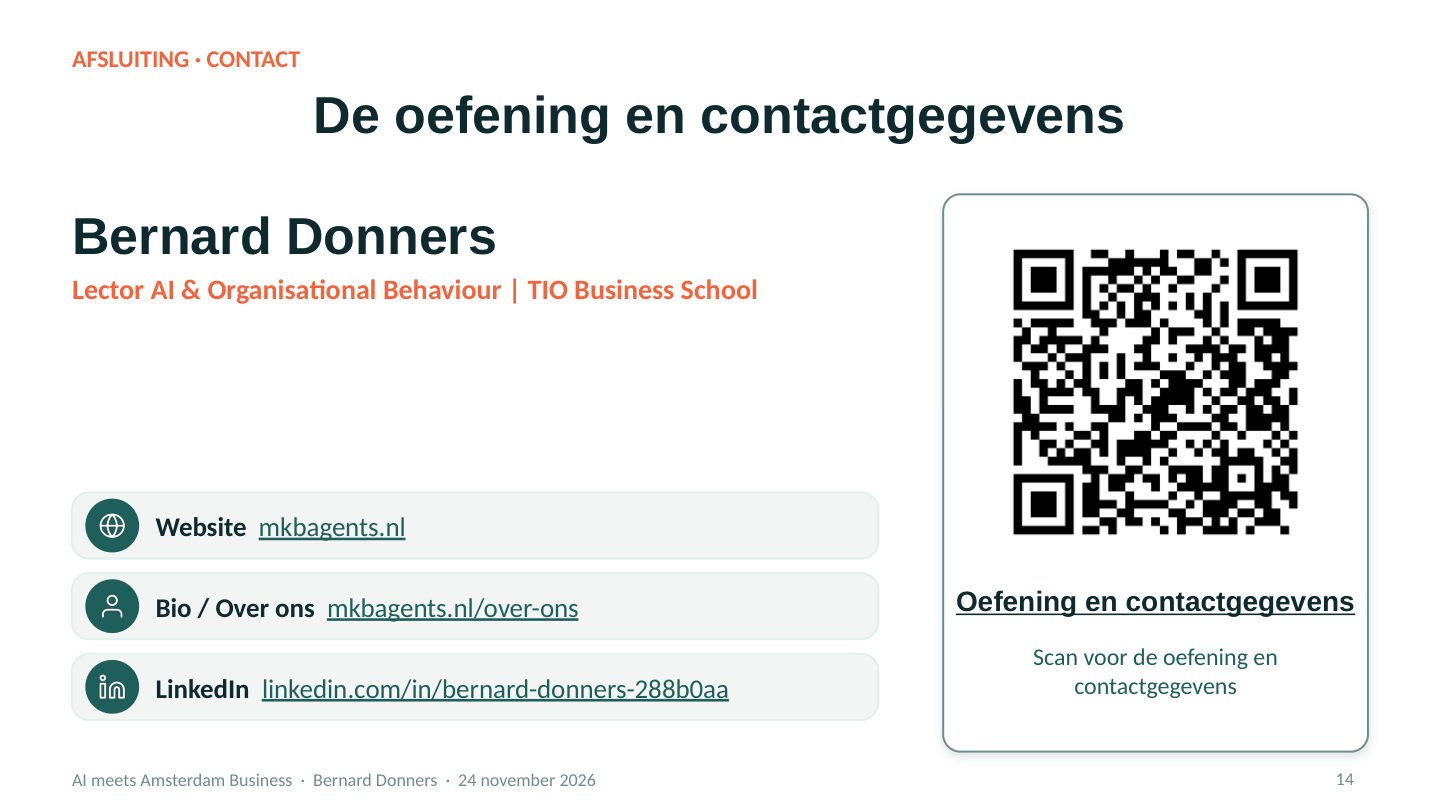 AFSLUITING · CONTACT
De oefening en contactgegevens
Bernard Donners
Lector AI & Organisational Behaviour | TIO Business School
Website mkbagents.nl
Bio / Over ons mkbagents.nl/over-ons
LinkedIn linkedin.com/in/bernard-donners-288b0aa
Oefening en contactgegevens
Scan voor de oefening en
contactgegevens
AI meets Amsterdam Business · Bernard Donners · 24 november 2026
14